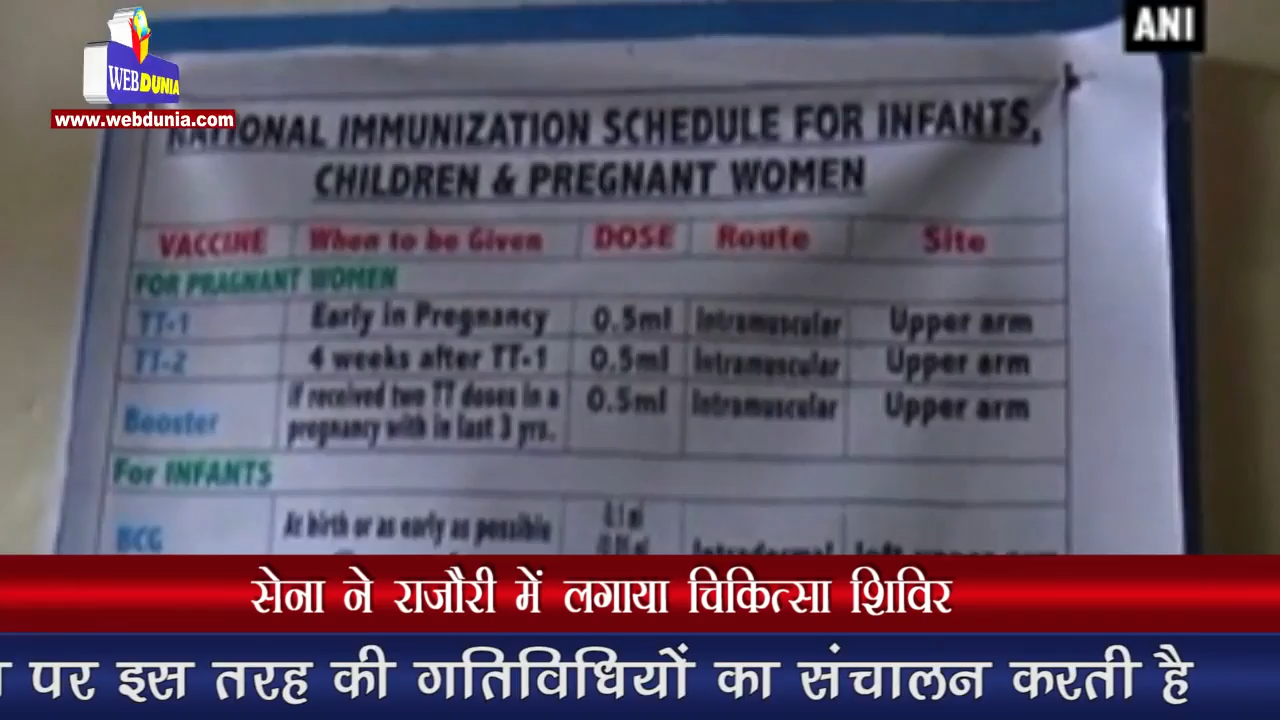 ANI
WEBDUNIA
www.webdunia.com
NATIONAL IMMUNIZATION SCHEDULE FOR INFANTS,
CHILDREN & PREGNANT WOMEN
VACCINE When to be Given DOSE Route Site
FOR PRAGNANT WOMEN
TT-1 Early in Pregnancy 0.5ml Intramuscular Upper arm
TT-2 4 weeks after TT-1 0.5ml Intramuscular Upper arm
Booster If received two TT doses in a pregnancy with in last 3 yrs. 0.5ml Intramuscular Upper arm
For INFANTS
BCG At birth or as early as possible Intradermal
सेना ने राजौरी में लगाया चिकित्सा शिविर
पर इस तरह की गतिविधियों का संचालन करती है